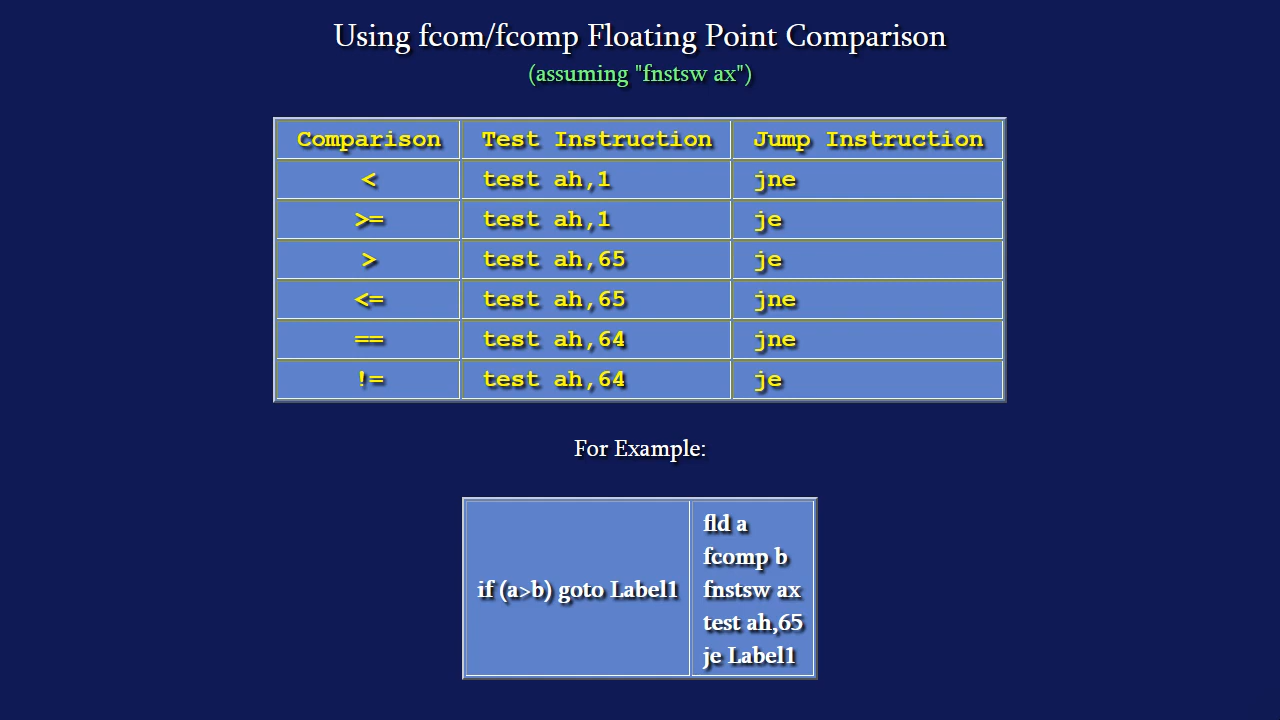 Using fcom/fcomp Floating Point Comparison
(assuming "fnstsw ax")
Comparison Test Instruction Jump Instruction
< test ah,1 jne
>= test ah,1 je
> test ah,65 je
<= test ah,65 jne
== test ah,64 jne
!= test ah,64 je
For Example:
if (a>b) goto Label1
fld a
fcomp b
fnstsw ax
test ah,65
je Label1